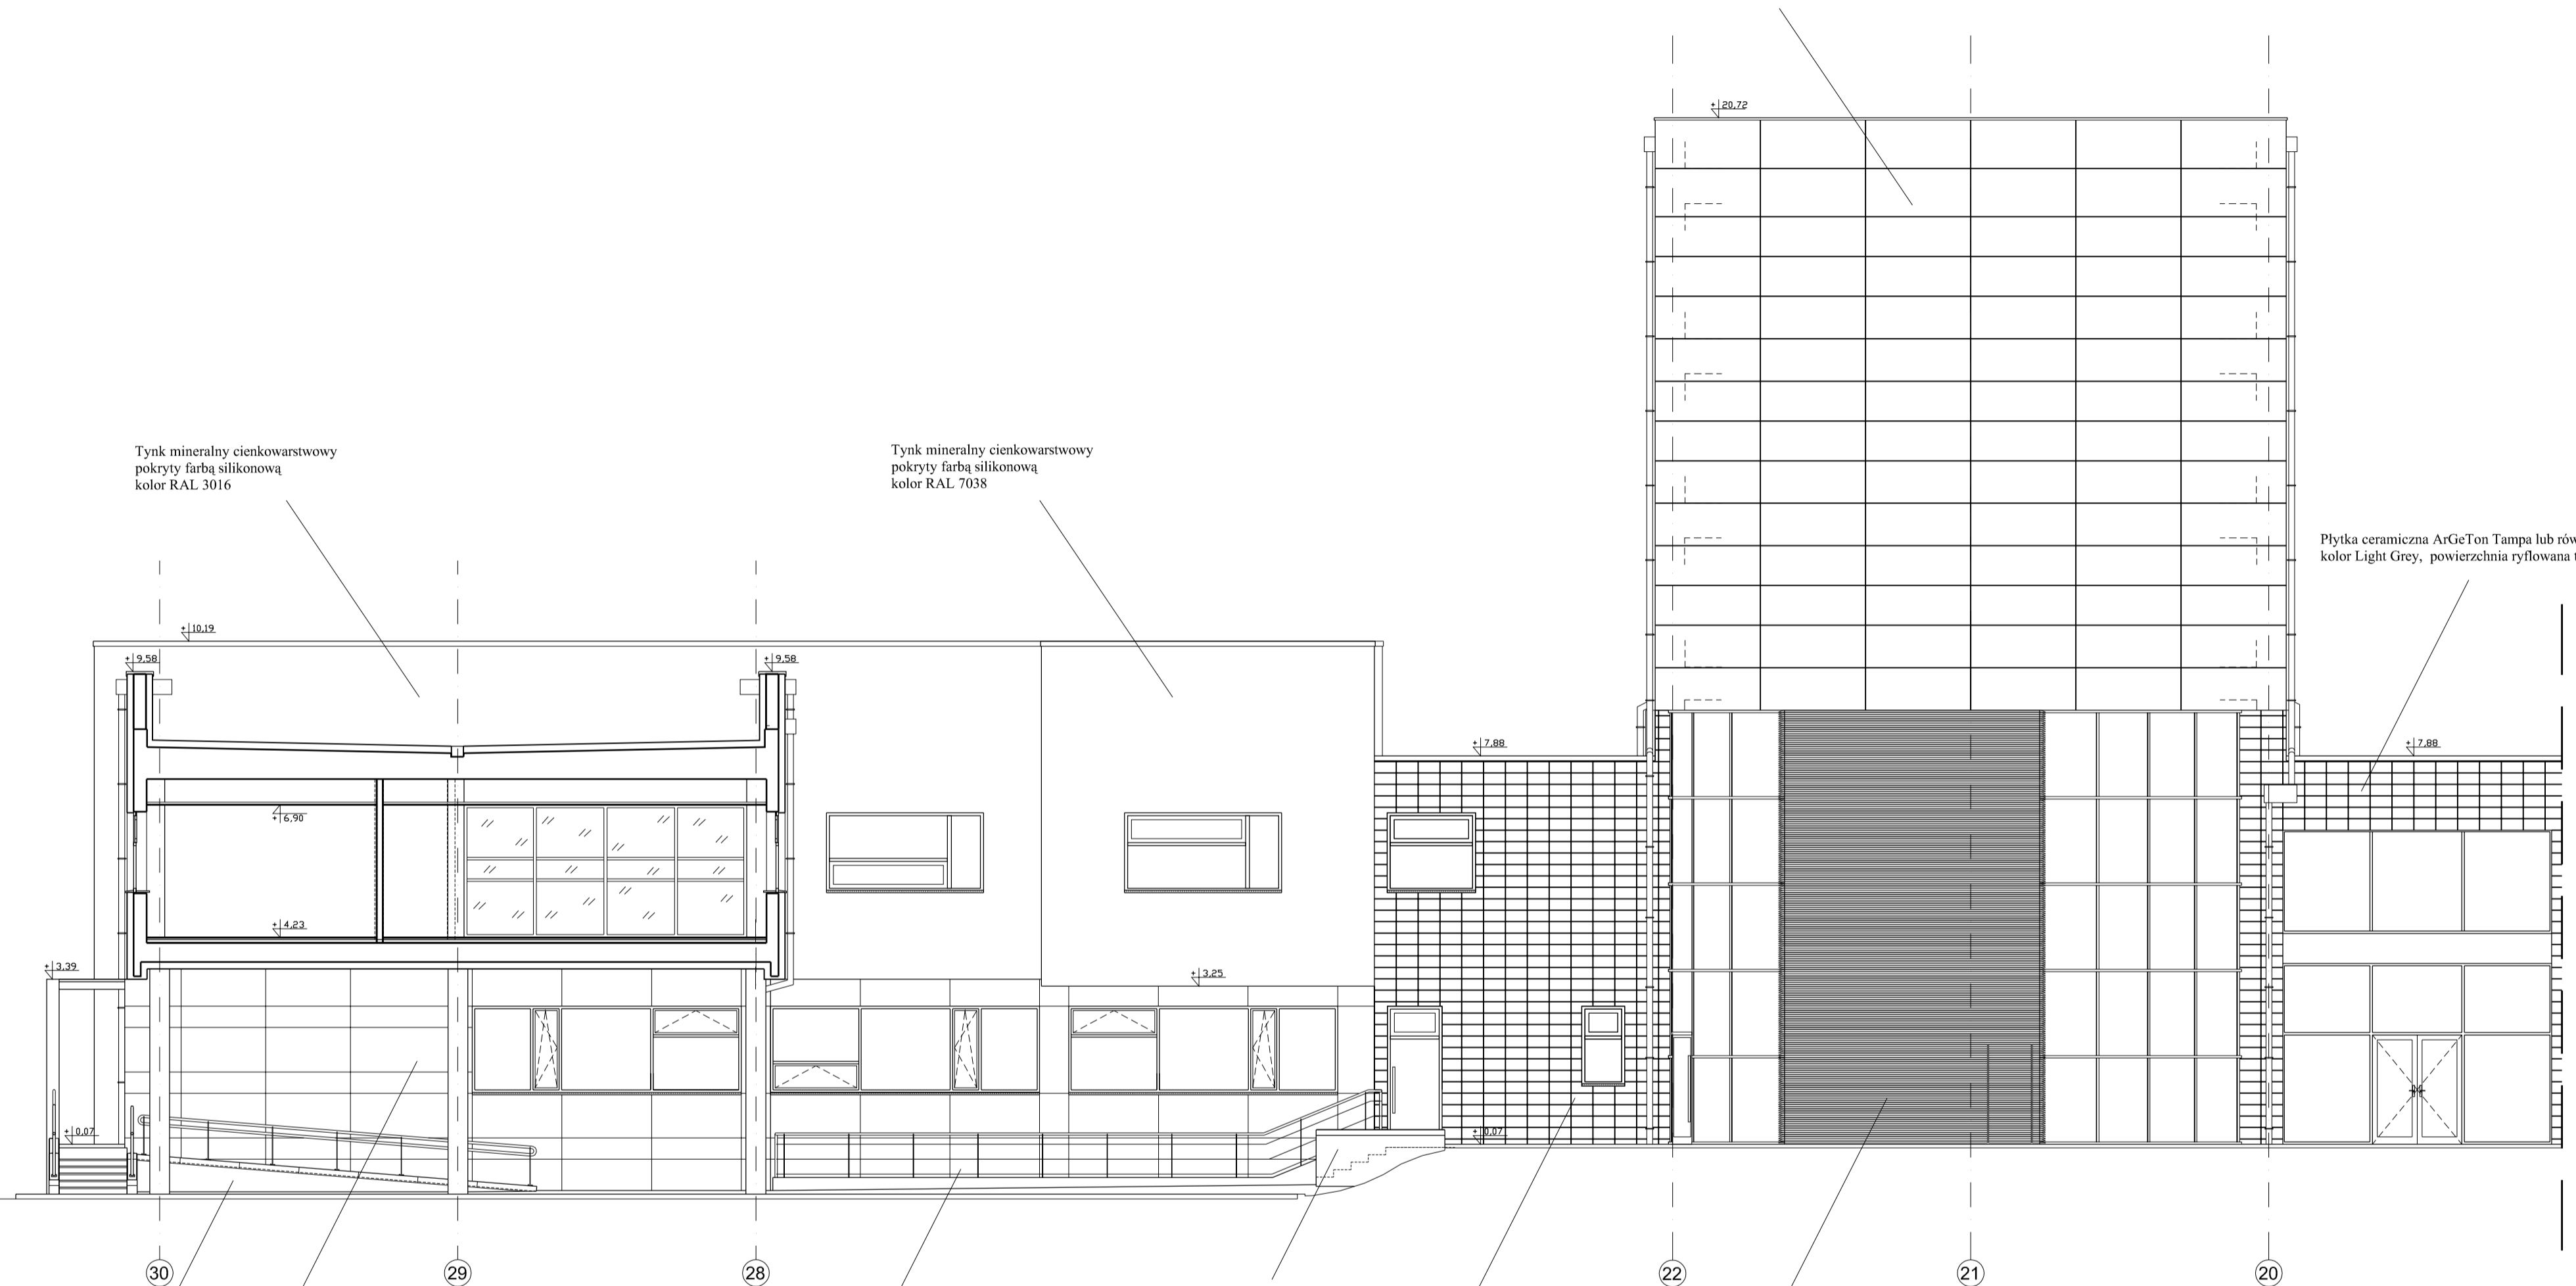 +20,72
Tynk mineralny cienkowarstwowy
pokryty farbą silikonową
kolor RAL 3016
Tynk mineralny cienkowarstwowy
pokryty farbą silikonową
kolor RAL 7038
Płytka ceramiczna ArGeTon Tampa lub rów
kolor Light Grey, powierzchnia ryflowana t
+10,19
+9,58
+9,58
+7,88
+7,88
+6,90
+4,23
+3,39
+3,25
+0,07
+0,07
30
29
28
22
21
20